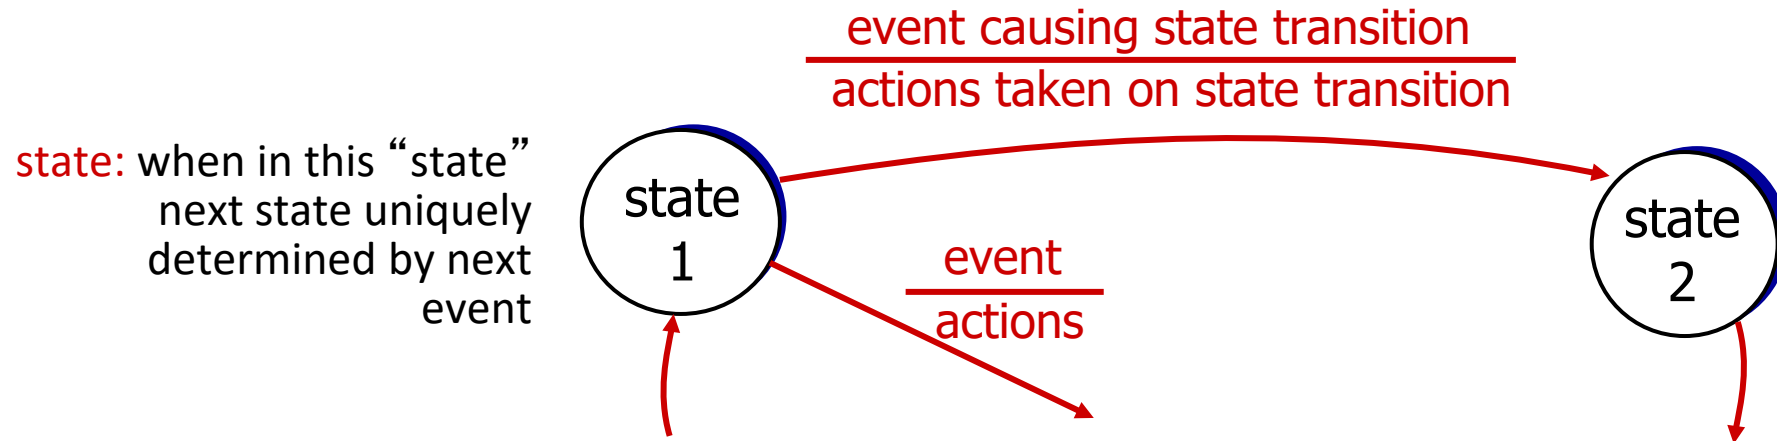 event causing state transition
actions taken on state transition
state: when in this “state”
next state uniquely
determined by next
event
state
1
event
actions
state
2